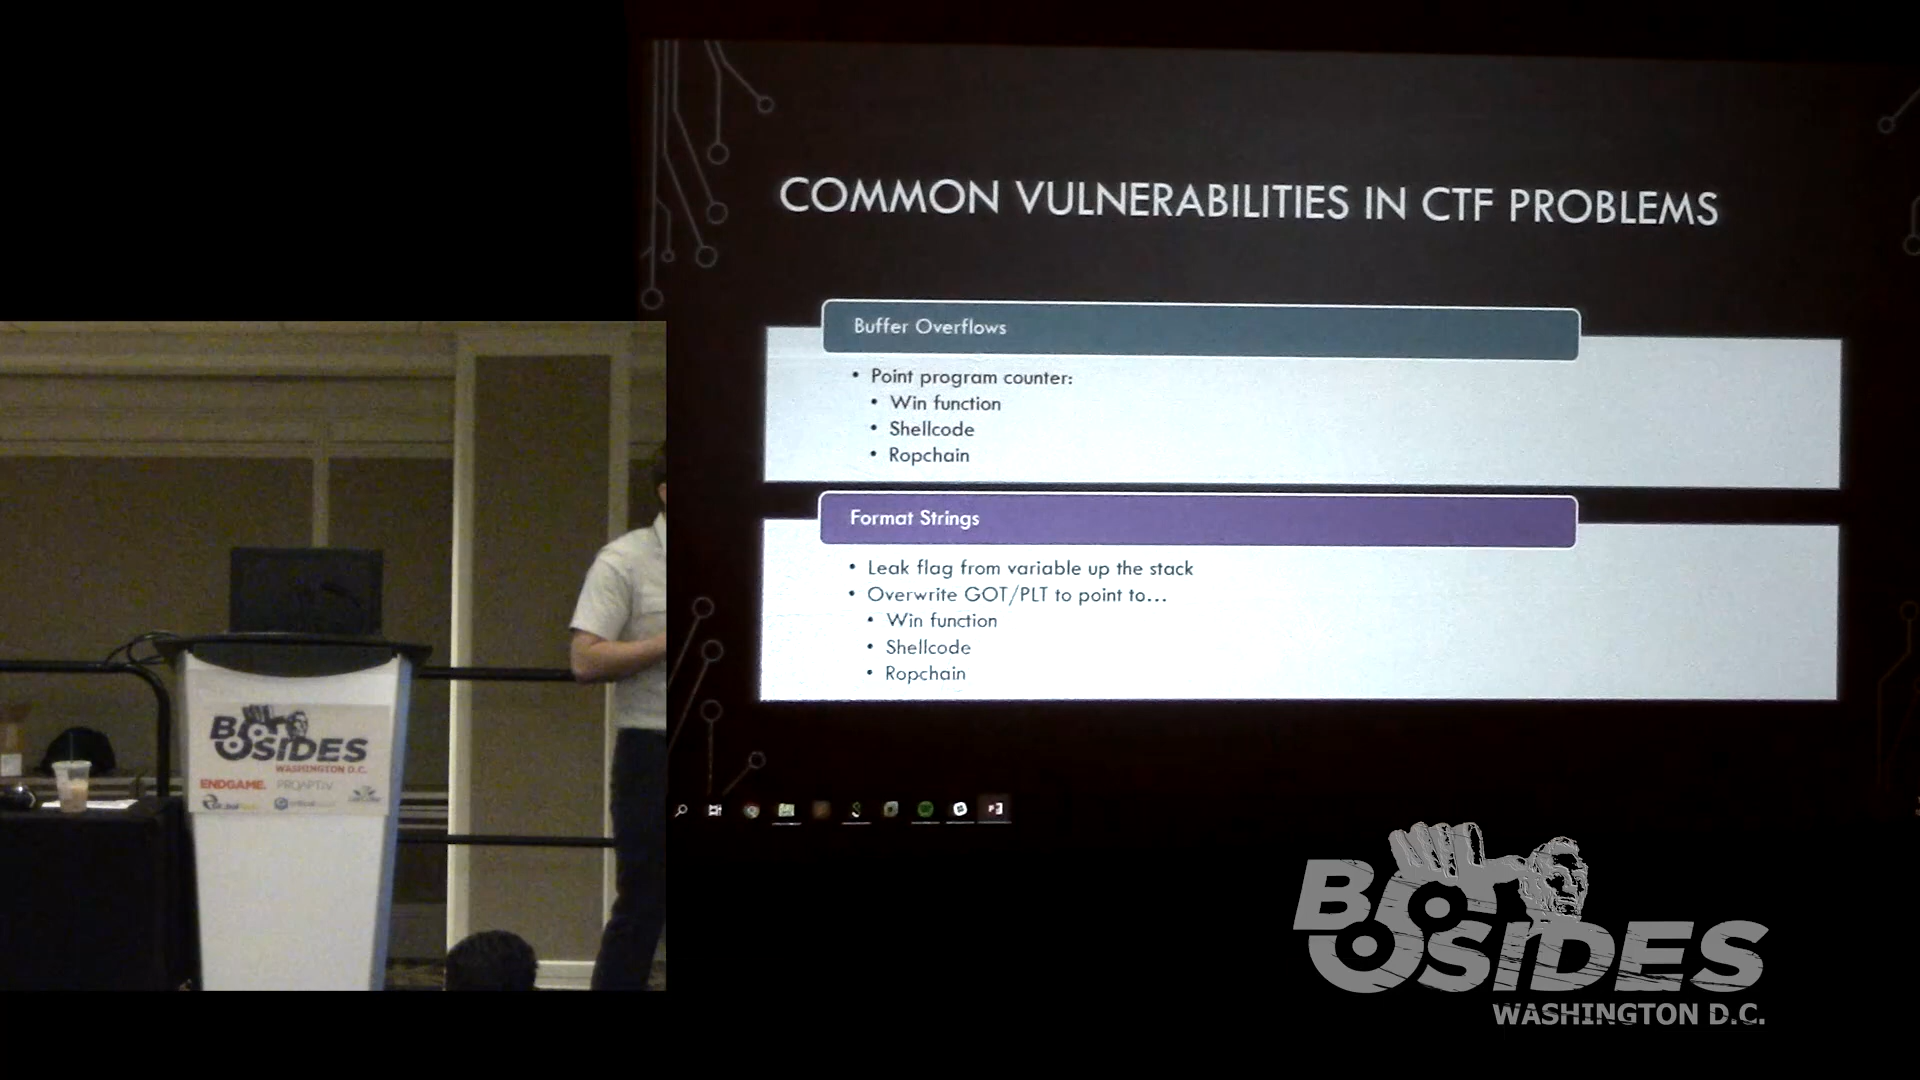 COMMON VULNERABILITIES IN CTF PROBLEMS
Buffer Overflows
• Point program counter:
• Win function
• Shellcode
• Ropchain
Format Strings
• Leak flag from variable up the stack
• Overwrite GOT/PLT to point to...
• Win function
• Shellcode
• Ropchain
BSIDES
WASHINGTON D.C.
ENDGAME. PROAPTIV
BSIDES
WASHINGTON D.C.